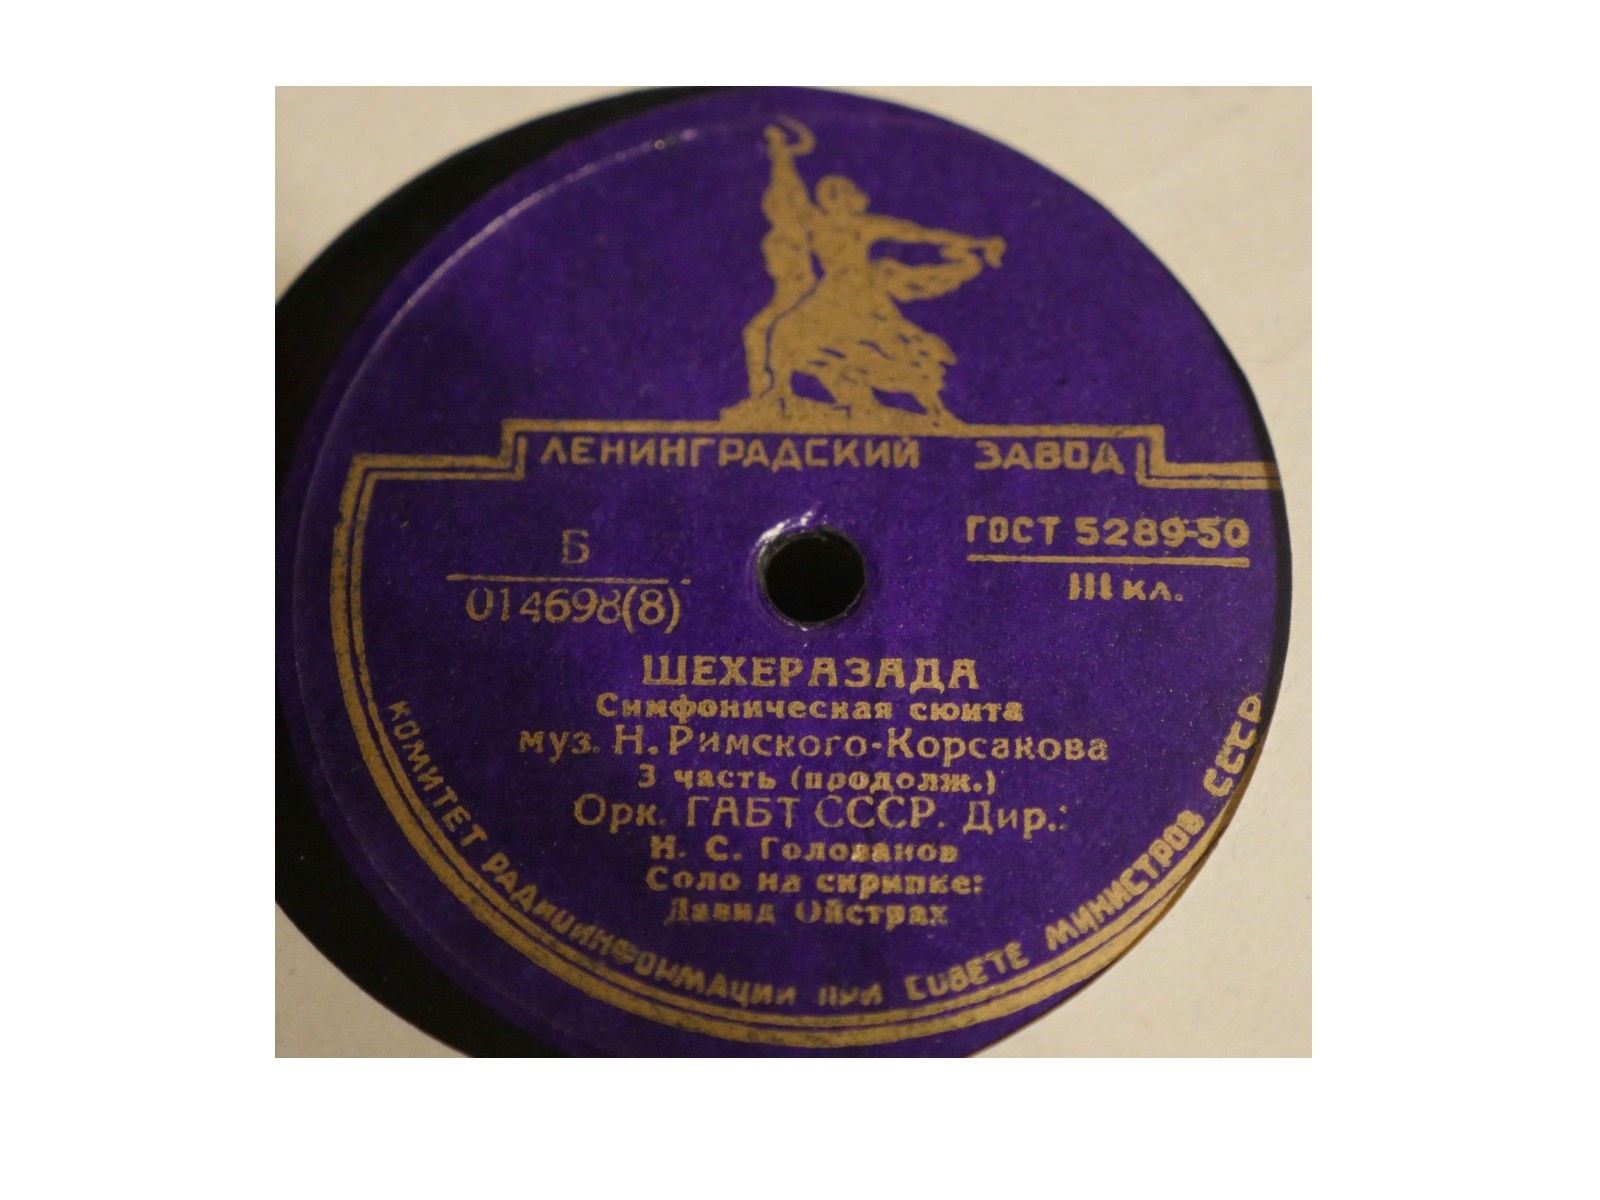 ЛЕНИНГРАДСКИЙ ЗАВОД
ГОСТ 5289-50
III кл.
Б
014698(8)
ШЕХЕРАЗАДА
Симфоническая сюита
муз. Н. Римского-Корсакова
3 часть (продолж.)
Орк. ГАБТ СССР. Дир.:
Н. С. Голованов
Соло на скрипке:
Давид Ойстрах
КОМИТЕТ РАДИОИНФОРМАЦИИ ПРИ СОВЕТЕ МИНИСТРОВ СССР